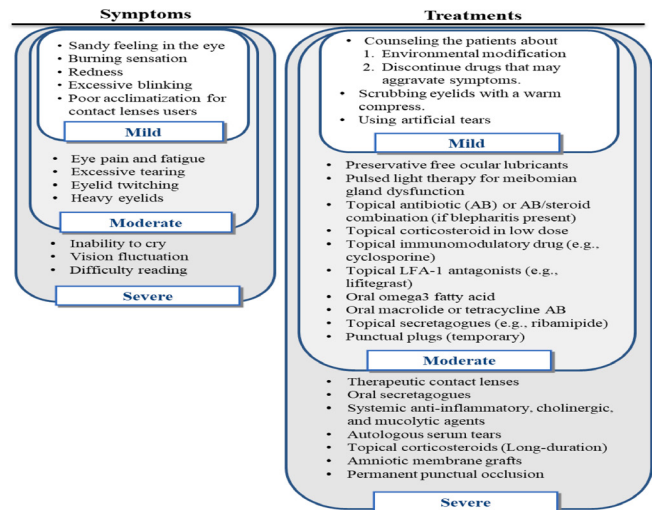 Symptoms
• Sandy feeling in the eye
• Burning sensation
• Redness
• Excessive blinking
• Poor acclimatization for
contact lenses users
Mild
• Eye pain and fatigue
• Excessive tearing
• Eyelid twitching
• Heavy eyelids
Moderate
• Inability to cry
• Vision fluctuation
• Difficulty reading
Severe
Treatments
• Counseling the patients about
1. Environmental modification
2. Discontinue drugs that may
aggravate symptoms.
• Scrubbing eyelids with a warm
compress.
• Using artificial tears
Mild
• Preservative free ocular lubricants
• Pulsed light therapy for meibomian
gland dysfunction
• Topical antibiotic (AB) or AB/steroid
combination (if blepharitis present)
• Topical corticosteroid in low dose
• Topical immunomodulatory drug (e.g.,
cyclosporine)
• Topical LFA-1 antagonists (e.g.,
lifitegrast)
• Oral omega3 fatty acid
• Oral macrolide or tetracycline AB
• Topical secretagogues (e.g., ribamipide)
• Punctual plugs (temporary)
Moderate
• Therapeutic contact lenses
• Oral secretagogues
• Systemic anti-inflammatory, cholinergic,
and mucolytic agents
• Autologous serum tears
• Topical corticosteroids (Long-duration)
• Amniotic membrane grafts
• Permanent punctual occlusion
Severe